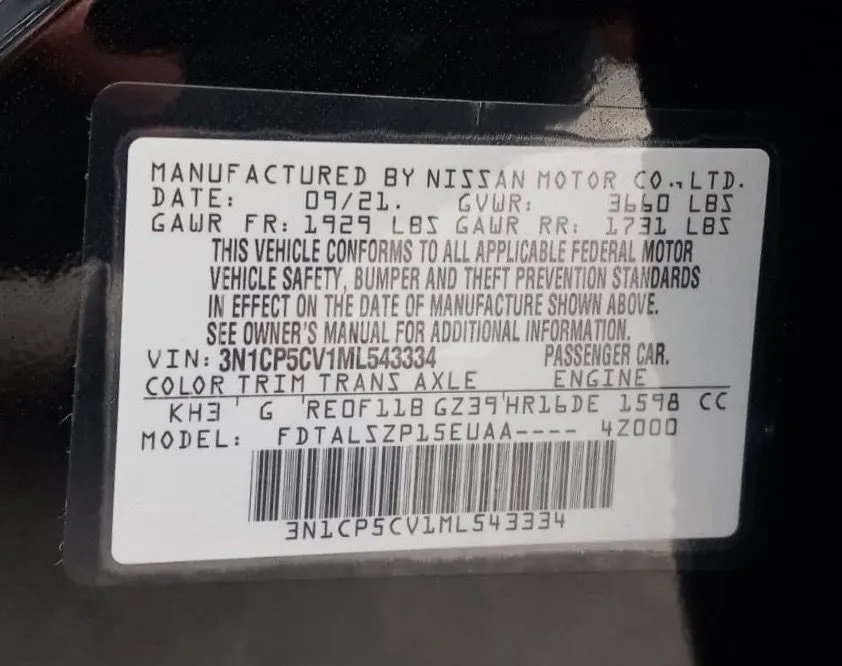 MANUFACTURED BY NISSAN MOTOR CO.,LTD.
DATE: 09/21. GVWR: 3660 LBS
GAWR FR: 1929 LBS GAWR RR: 1731 LBS
THIS VEHICLE CONFORMS TO ALL APPLICABLE FEDERAL MOTOR
VEHICLE SAFETY, BUMPER AND THEFT PREVENTION STANDARDS
IN EFFECT ON THE DATE OF MANUFACTURE SHOWN ABOVE.
SEE OWNER'S MANUAL FOR ADDITIONAL INFORMATION.
VIN: 3N1CP5CV1ML543334 PASSENGER CAR.
COLOR TRIM TRANS AXLE ENGINE
KH3 G RE0F11B GZ39 HR16DE 1598 CC
MODEL: FDTALSZP15EUAA---- 4Z000
3N1CP5CV1ML543334